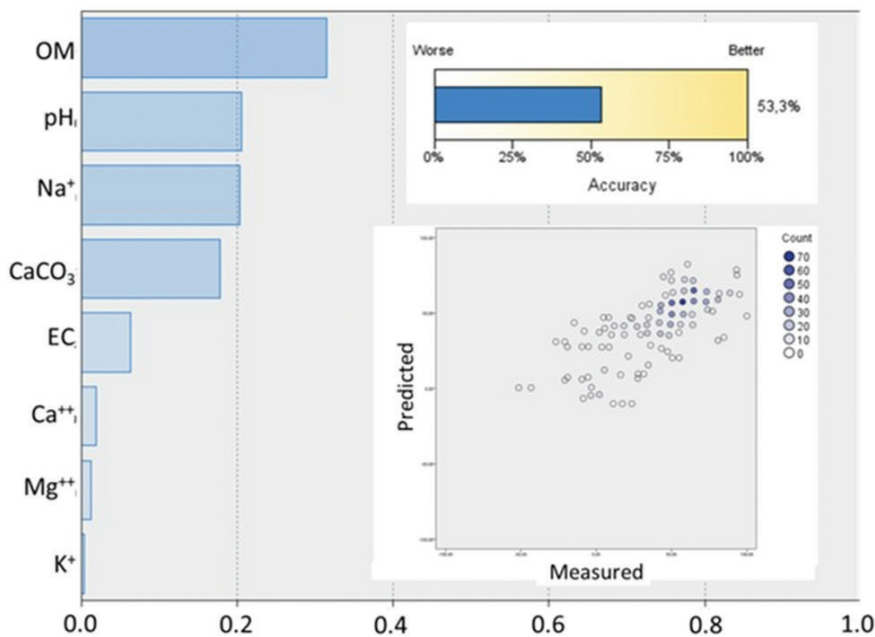 OM
pH
Na⁺
CaCO₃
EC
Ca⁺⁺
Mg⁺⁺
K⁺
0.0 0.2 0.4 0.6 0.8 1.0
Worse Better
53,3%
0% 25% 50% 75% 100%
Accuracy
Count
70
60
50
40
30
20
10
0
Predicted
Measured